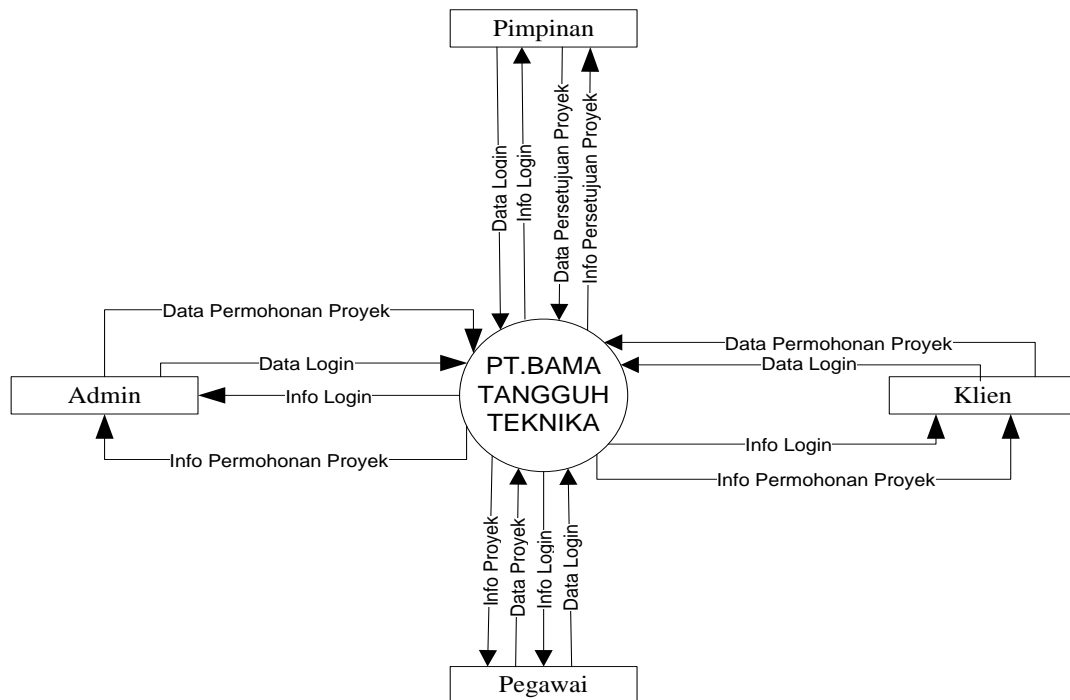 Pimpinan
Data Login
Info Login
Data Persetujuan Proyek
Info Persetujuan Proyek
Data Permohonan Proyek
Data Login
Admin
Info Login
Info Permohonan Proyek
PT.BAMA
TANGGUH
TEKNIKA
Data Permohonan Proyek
Data Login
Klien
Info Login
Info Permohonan Proyek
Info Proyek
Data Proyek
Info Login
Data Login
Pegawai